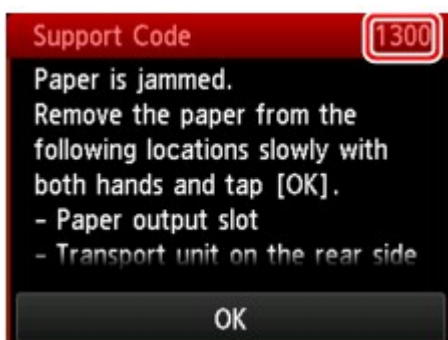 Support Code 1300
Paper is jammed.
Remove the paper from the
following locations slowly with
both hands and tap [OK].
- Paper output slot
- Transport unit on the rear side
OK